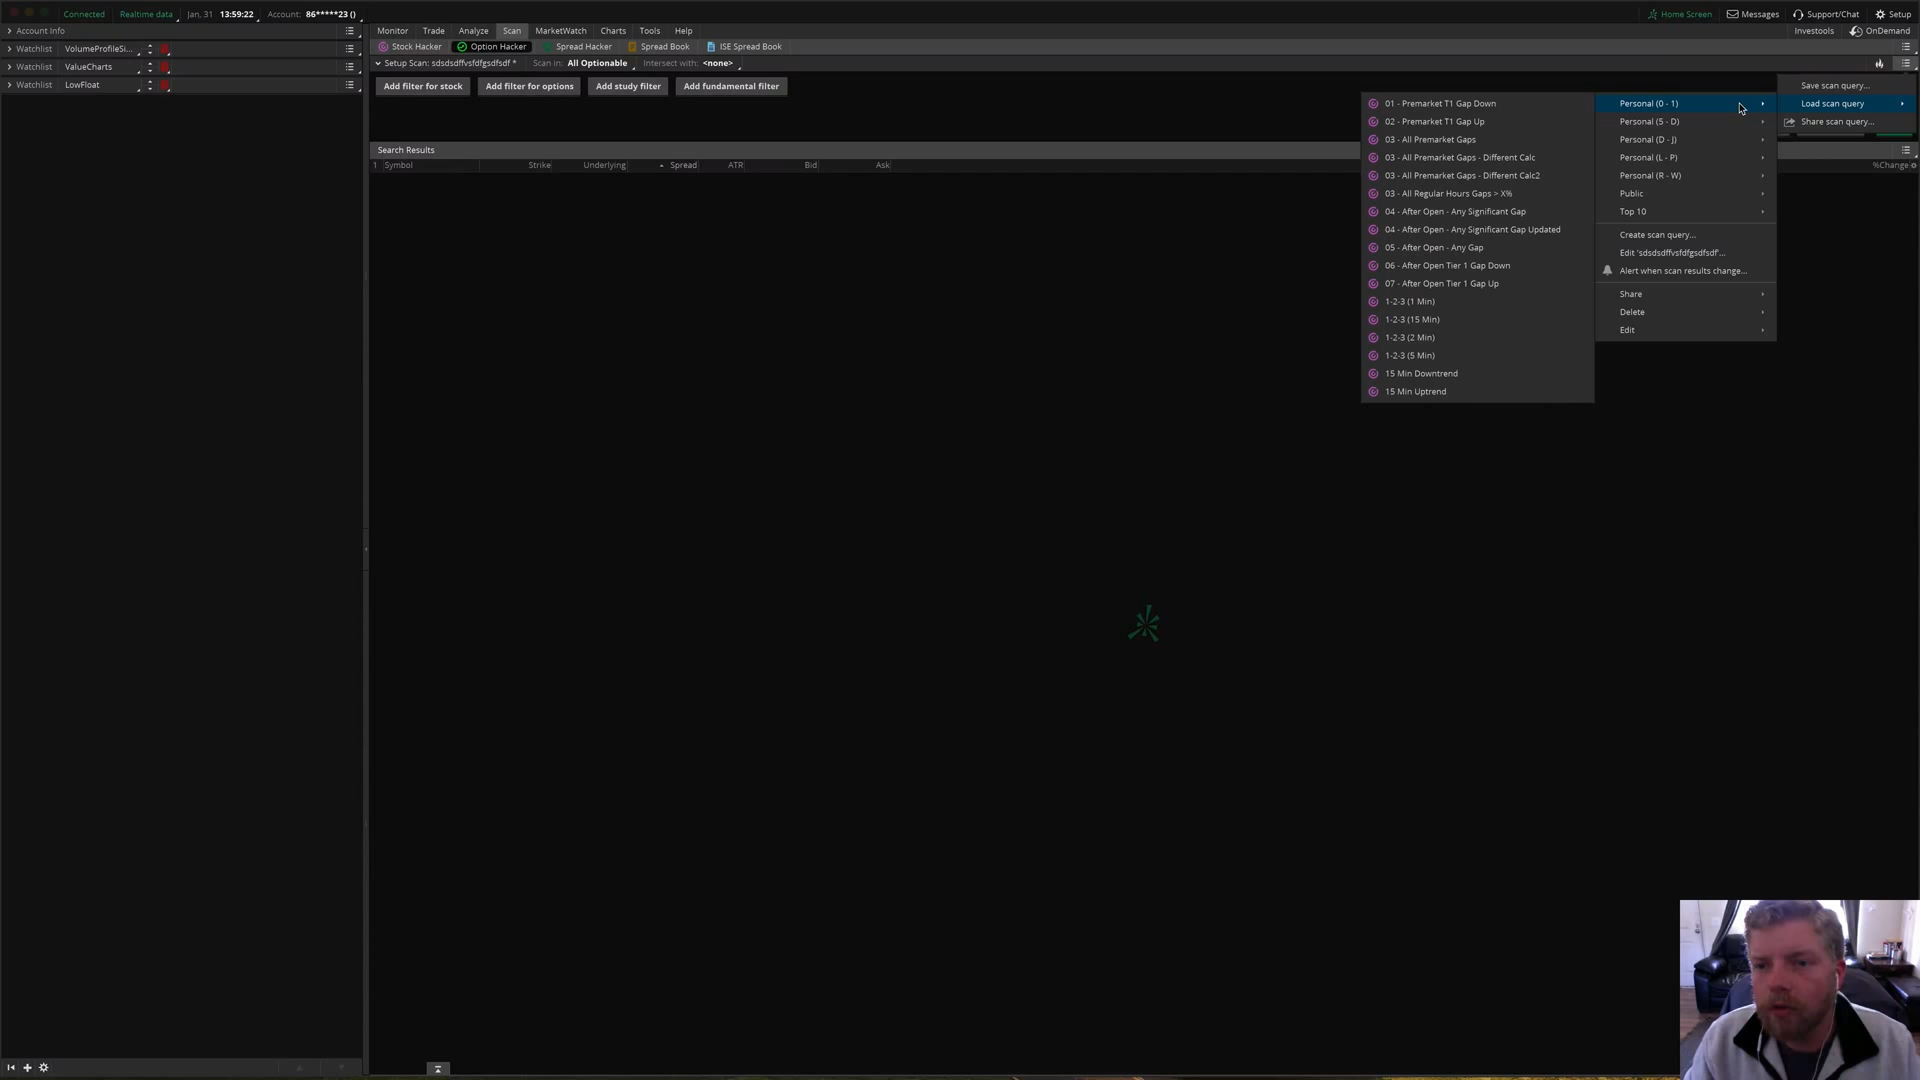 Connected Realtime data Jan, 31 13:59:22 Account: 86*****23 () Home Screen Messages Support/Chat Setup
Account Info Monitor Trade Analyze Scan MarketWatch Charts Tools Help Investools OnDemand
Watchlist VolumeProfileSi... Stock Hacker Option Hacker Spread Hacker Spread Book ISE Spread Book
Watchlist ValueCharts Setup Scan: sdsdsdffvsfdfgsdfsdf * Scan in: All Optionable Intersect with: <none>
Watchlist LowFloat Add filter for stock Add filter for options Add study filter Add fundamental filter
Save scan query...
Load scan query
Share scan query...
Personal (0 - 1)
Personal (5 - D)
Personal (D - J)
Personal (L - P)
Personal (R - W)
Public
Top 10
Create scan query...
Edit 'sdsdsdffvsfdfgsdfsdf'...
Alert when scan results change...
Share
Delete
Edit
01 - Premarket T1 Gap Down
02 - Premarket T1 Gap Up
03 - All Premarket Gaps
03 - All Premarket Gaps - Different Calc
03 - All Premarket Gaps - Different Calc2
03 - All Regular Hours Gaps > X%
04 - After Open - Any Significant Gap
04 - After Open - Any Significant Gap Updated
05 - After Open - Any Gap
06 - After Open Tier 1 Gap Down
07 - After Open Tier 1 Gap Up
1-2-3 (1 Min)
1-2-3 (15 Min)
1-2-3 (2 Min)
1-2-3 (5 Min)
15 Min Downtrend
15 Min Uptrend
Search Results
1 Symbol Strike Underlying Spread ATR Bid Ask %Change